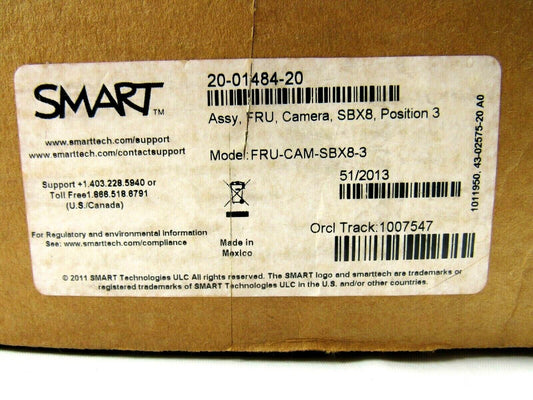 SMART™
20-01484-20
Assy, FRU, Camera, SBX8, Position 3
www.smarttech.com/support
www.smarttech.com/contactsupport
Model:FRU-CAM-SBX8-3
51/2013
Support +1.403.228.5940 or
Toll Free1.866.518.6791
(U.S./Canada)
Orcl Track:1007547
For Regulatory and environmental information
See: www.smarttech.com/compliance
Made in
Mexico
© 2011 SMART Technologies ULC All rights reserved. The SMART logo and smarttech are trademarks or
registered trademarks of SMART Technologies ULC in the U.S. and/or other countries.
1011950, 43-02575-20 A0